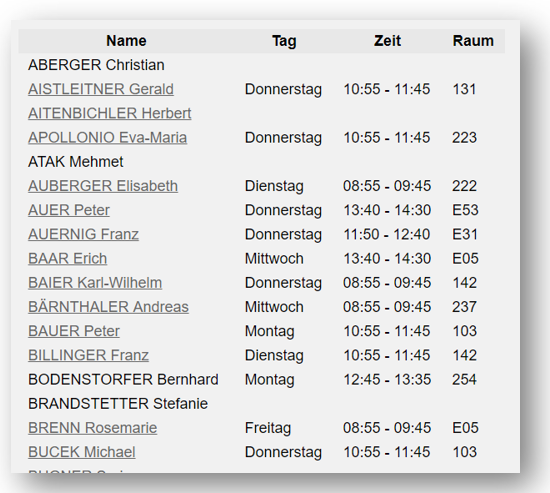 Name Tag Zeit Raum
ABERGER Christian
AISTLEITNER Gerald Donnerstag 10:55 - 11:45 131
AITENBICHLER Herbert
APOLLONIO Eva-Maria Donnerstag 10:55 - 11:45 223
ATAK Mehmet
AUBERGER Elisabeth Dienstag 08:55 - 09:45 222
AUER Peter Donnerstag 13:40 - 14:30 E53
AUERNIG Franz Donnerstag 11:50 - 12:40 E31
BAAR Erich Mittwoch 13:40 - 14:30 E05
BAIER Karl-Wilhelm Donnerstag 08:55 - 09:45 142
BÄRNTHALER Andreas Mittwoch 08:55 - 09:45 237
BAUER Peter Montag 10:55 - 11:45 103
BILLINGER Franz Dienstag 10:55 - 11:45 142
BODENSTORFER Bernhard Montag 12:45 - 13:35 254
BRANDSTETTER Stefanie
BRENN Rosemarie Freitag 08:55 - 09:45 E05
BUCEK Michael Donnerstag 10:55 - 11:45 103